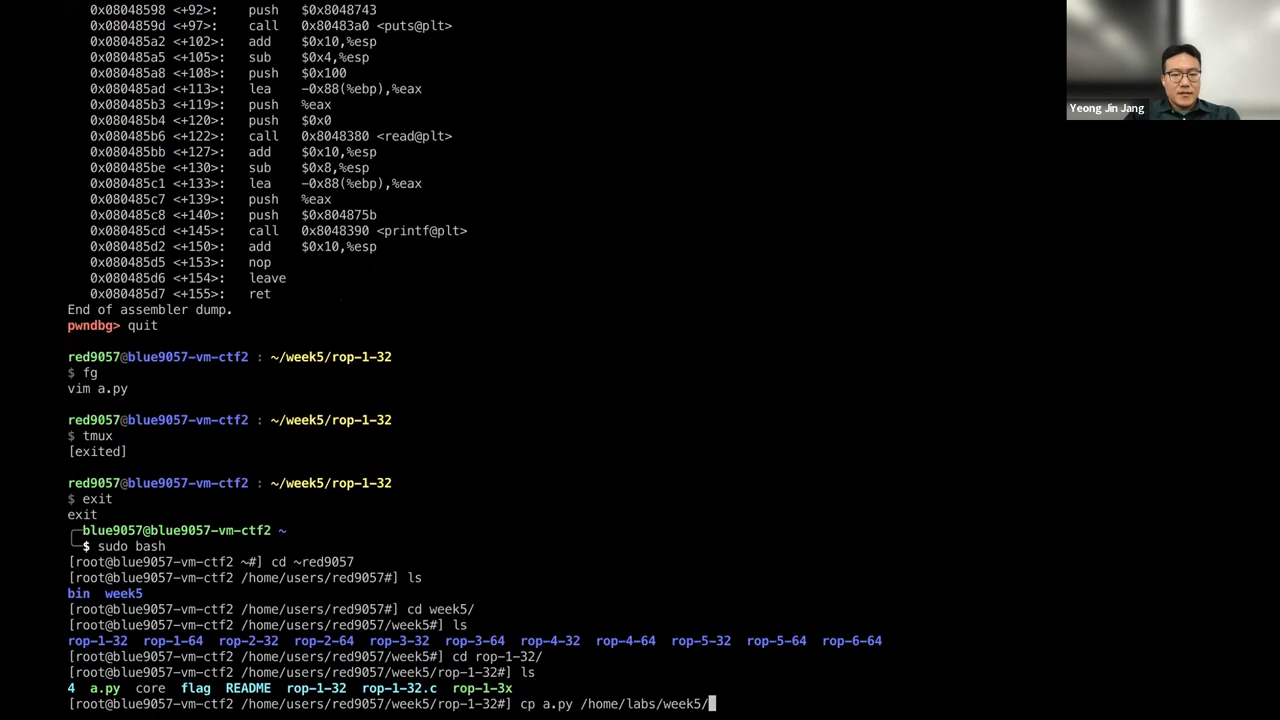 0x08048598 <+92>: push $0x8048743
0x0804859d <+97>: call 0x80483a0 <puts@plt>
0x080485a2 <+102>: add $0x10,%esp
0x080485a5 <+105>: sub $0x4,%esp
0x080485a8 <+108>: push $0x100
0x080485ad <+113>: lea -0x88(%ebp),%eax
0x080485b3 <+119>: push %eax
0x080485b4 <+120>: push $0x0
0x080485b6 <+122>: call 0x8048380 <read@plt>
0x080485bb <+127>: add $0x10,%esp
0x080485be <+130>: sub $0x8,%esp
0x080485c1 <+133>: lea -0x88(%ebp),%eax
0x080485c7 <+139>: push %eax
0x080485c8 <+140>: push $0x804875b
0x080485cd <+145>: call 0x8048390 <printf@plt>
0x080485d2 <+150>: add $0x10,%esp
0x080485d5 <+153>: nop
0x080485d6 <+154>: leave
0x080485d7 <+155>: ret
End of assembler dump.
pwndbg> quit
red9057@blue9057-vm-ctf2 : ~/week5/rop-1-32
$ fg
vim a.py
red9057@blue9057-vm-ctf2 : ~/week5/rop-1-32
$ tmux
[exited]
red9057@blue9057-vm-ctf2 : ~/week5/rop-1-32
$ exit
exit
blue9057@blue9057-vm-ctf2 ~
$ sudo bash
[root@blue9057-vm-ctf2 ~#] cd ~red9057
[root@blue9057-vm-ctf2 /home/users/red9057#] ls
bin week5
[root@blue9057-vm-ctf2 /home/users/red9057#] cd week5/
[root@blue9057-vm-ctf2 /home/users/red9057/week5#] ls
rop-1-32 rop-1-64 rop-2-32 rop-2-64 rop-3-32 rop-3-64 rop-4-32 rop-4-64 rop-5-32 rop-5-64 rop-6-64
[root@blue9057-vm-ctf2 /home/users/red9057/week5#] cd rop-1-32/
[root@blue9057-vm-ctf2 /home/users/red9057/week5/rop-1-32#] ls
4 a.py core flag README rop-1-32 rop-1-32.c rop-1-3x
[root@blue9057-vm-ctf2 /home/users/red9057/week5/rop-1-32#] cp a.py /home/labs/week5/
Yeong Jin Jang